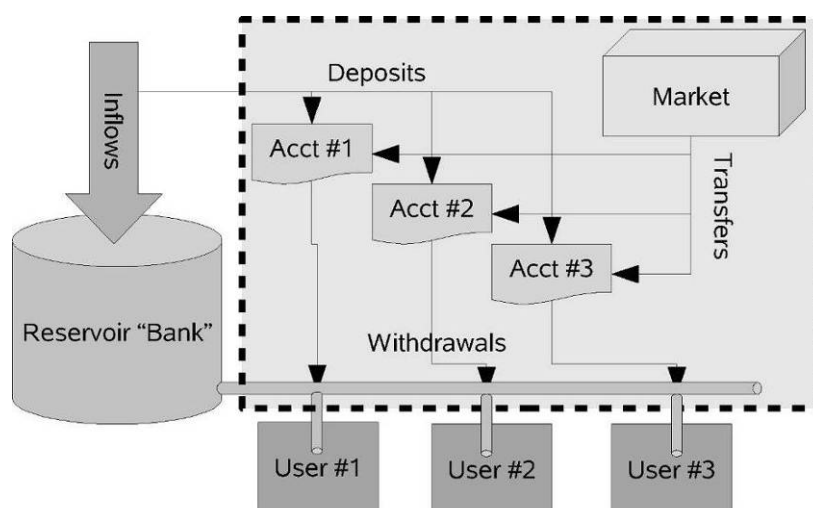 Deposits
Inflows
Market
Acct #1
Transfers
Acct #2
Acct #3
Reservoir “Bank”
Withdrawals
User #1
User #2
User #3